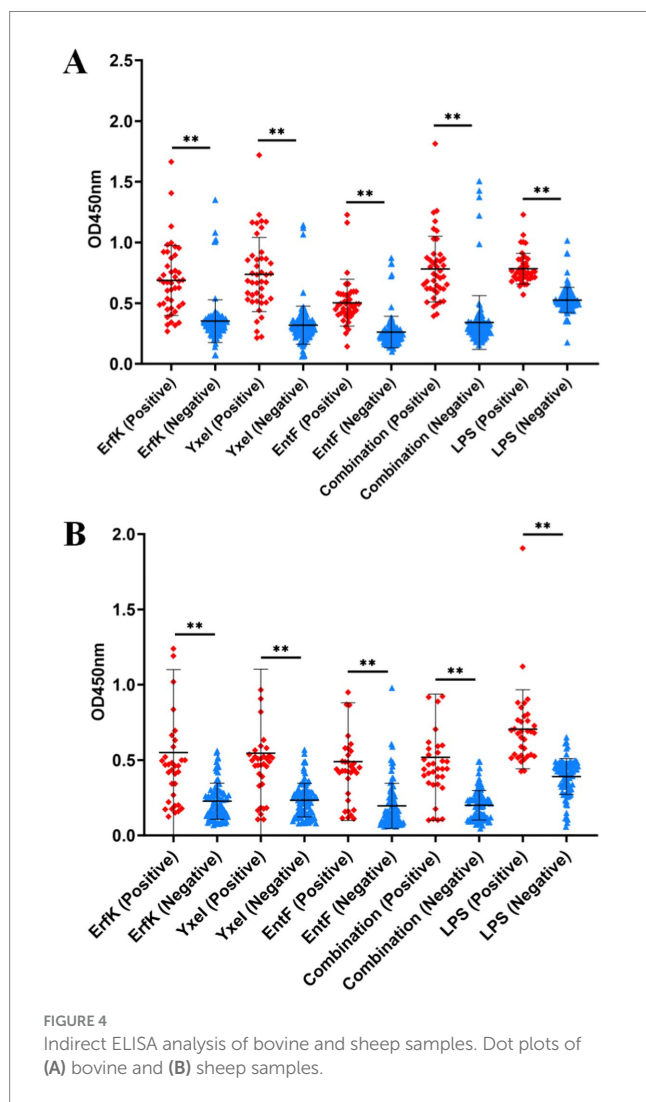 A
2.5
2.0
1.5
1.0
0.5
0.0
OD450nm
** ** ** ** **
ErfK (Positive)
ErfK (Negative)
YxeI (Positive)
YxeI (Negative)
EntF (Positive)
EntF (Negative)
Combination (Positive)
Combination (Negative)
LPS (Positive)
LPS (Negative)
B
2.0
1.5
1.0
0.5
0.0
OD450nm
** ** ** ** **
ErfK (Positive)
ErfK (Negative)
YxeI (Positive)
YxeI (Negative)
EntF (Positive)
EntF (Negative)
Combination (Positive)
Combination (Negative)
LPS (Positive)
LPS (Negative)
FIGURE 4
Indirect ELISA analysis of bovine and sheep samples. Dot plots of
(A) bovine and (B) sheep samples.